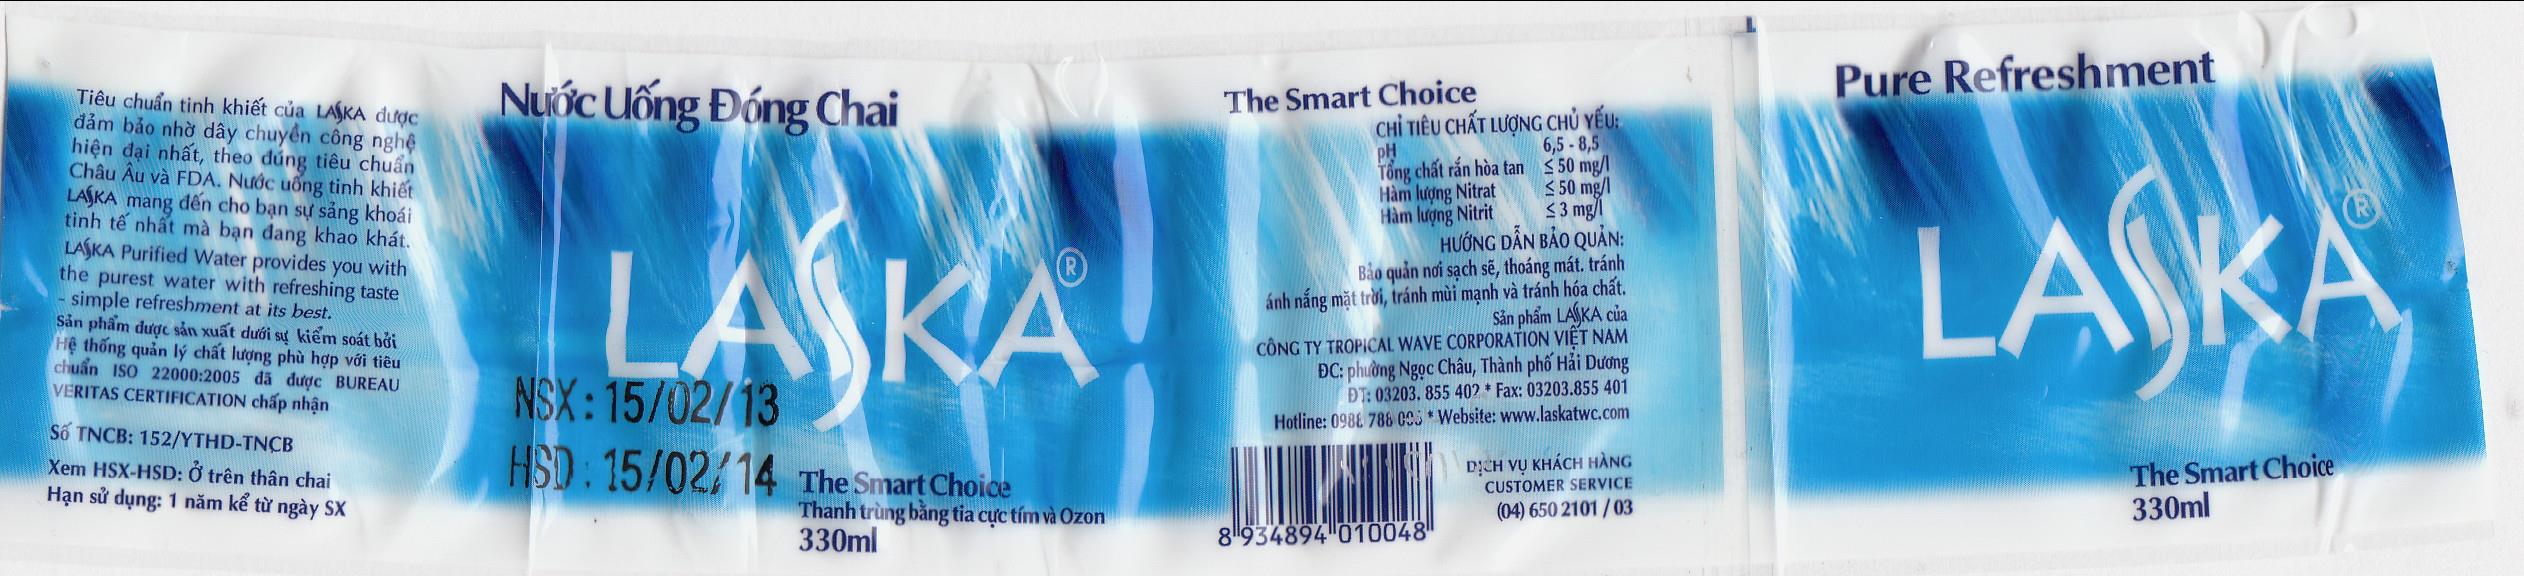 Tiêu chuẩn tinh khiết của LASKA được
đảm bảo nhờ dây chuyền công nghệ
hiện đại nhất, theo đúng tiêu chuẩn
Châu Âu và FDA. Nước uống tinh khiết
LASKA mang đến cho bạn sự sảng khoái
tinh tế nhất mà bạn đang khao khát.
LASKA Purified Water provides you with
the purest water with refreshing taste
- simple refreshment at its best.
Sản phẩm được sản xuất dưới sự kiểm soát bởi
Hệ thống quản lý chất lượng phù hợp với tiêu
chuẩn ISO 22000:2005 đã được BUREAU
VERITAS CERTIFICATION chấp nhận
Số TNCB: 152/YTHD-TNCB
Xem HSX-HSD: Ở trên thân chai
Hạn sử dụng: 1 năm kể từ ngày SX
Nước Uống Đóng Chai
LASKA®
NSX: 15/02/13
HSD: 15/02/14
The Smart Choice
Thanh trùng bằng tia cực tím và Ozon
330ml
The Smart Choice
CHỈ TIÊU CHẤT LƯỢNG CHỦ YẾU:
pH 6,5 - 8,5
Tổng chất rắn hòa tan ≤ 50 mg/l
Hàm lượng Nitrat ≤ 50 mg/l
Hàm lượng Nitrit ≤ 3 mg/l
HƯỚNG DẪN BẢO QUẢN:
Bảo quản nơi sạch sẽ, thoáng mát. tránh
ánh nắng mặt trời, tránh mùi mạnh và tránh hóa chất.
Sản phẩm LASKA của
CÔNG TY TROPICAL WAVE CORPORATION VIỆT NAM
ĐC: phường Ngọc Châu, Thành phố Hải Dương
ĐT: 03203. 855 402 * Fax: 03203.855 401
Hotline: 788 * Website: www.laskatwc.com
DỊCH VỤ KHÁCH HÀNG
CUSTOMER SERVICE
(04) 650 2101 / 03
8 934894 010048
Pure Refreshment
LASKA®
The Smart Choice
330ml